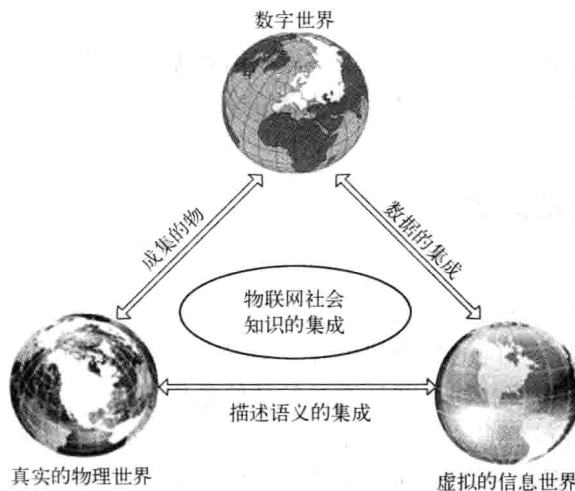 数字世界
成集的物
数据的集成
物联网社会
知识的集成
描述语义的集成
真实的物理世界
虚拟的信息世界